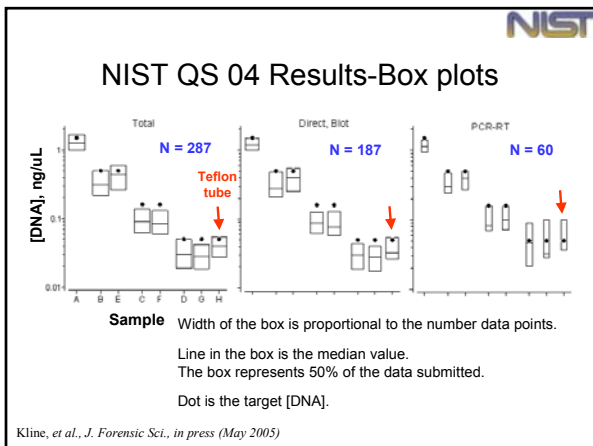 NIST
NIST QS 04 Results-Box plots
Total
Direct, Blot
PCR-RT
N = 287
N = 187
N = 60
Teflon
tube
[DNA], ng/uL
1
0.1
0.01
A B E C F D G H
Sample
Width of the box is proportional to the number data points.
Line in the box is the median value.
The box represents 50% of the data submitted.
Dot is the target [DNA].
Kline, et al., J. Forensic Sci., in press (May 2005)